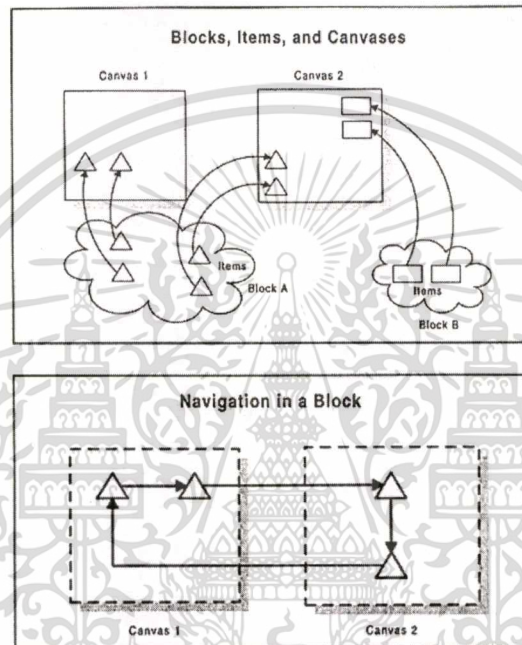 Blocks, Items, and Canvases
Canvas 1
Canvas 2
Items
Block A
Items
Block B
Navigation in a Block
Canvas 1
Canvas 2